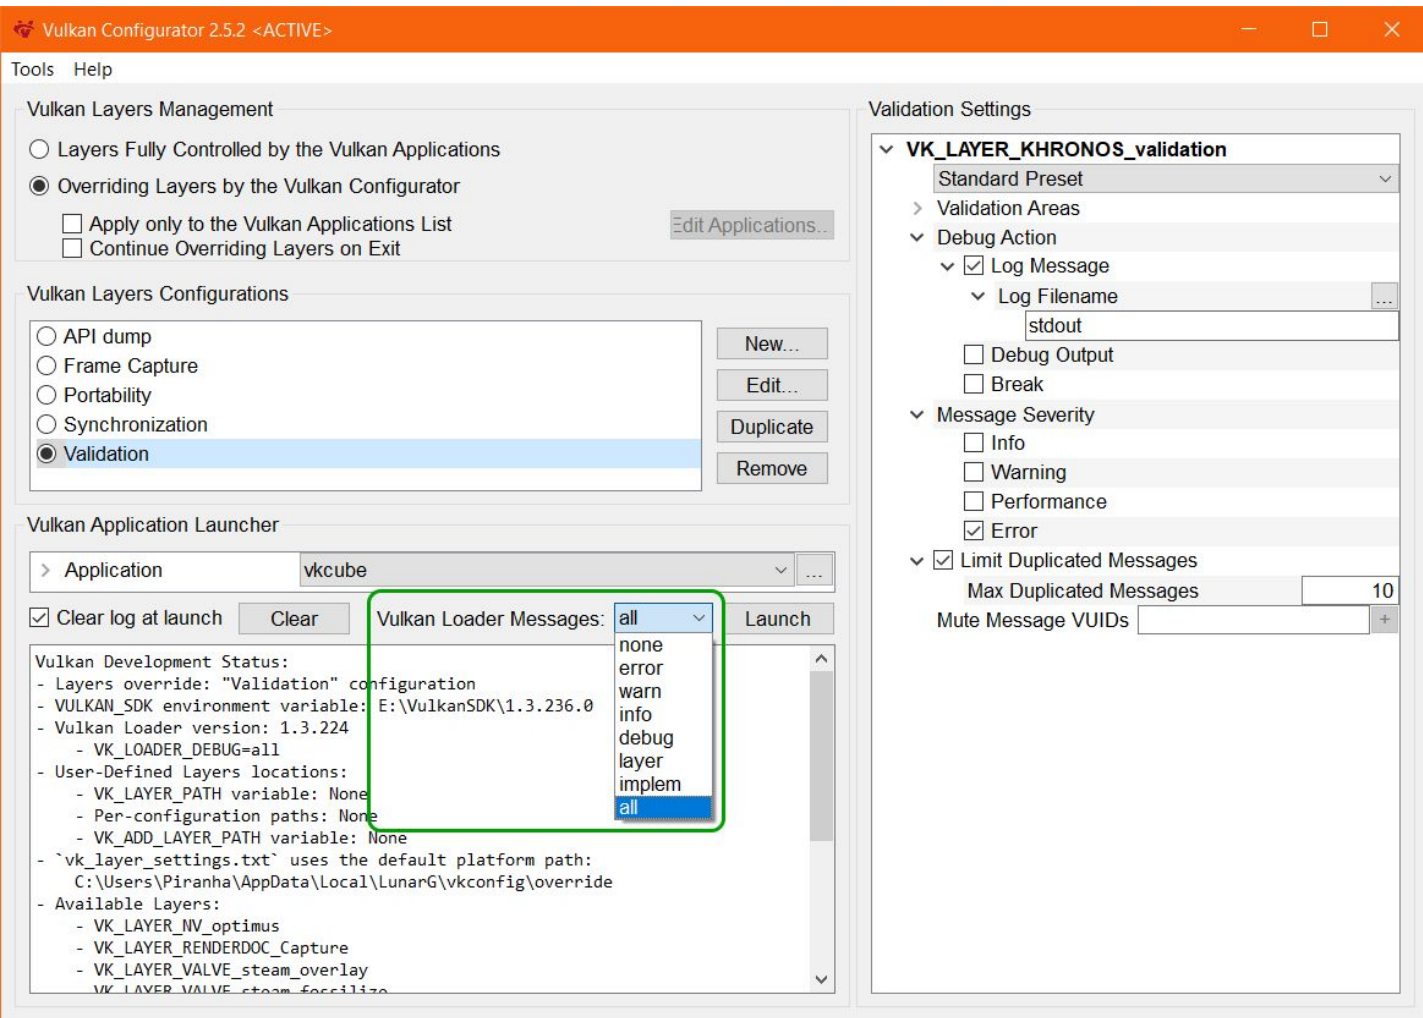 Vulkan Configurator 2.5.2 <ACTIVE>
Tools Help
Vulkan Layers Management
Layers Fully Controlled by the Vulkan Applications
Overriding Layers by the Vulkan Configurator
Apply only to the Vulkan Applications List
Edit Applications...
Continue Overriding Layers on Exit
Vulkan Layers Configurations
API dump
Frame Capture
Portability
Synchronization
Validation
New...
Edit...
Duplicate
Remove
Vulkan Application Launcher
Application vkcube ...
Clear log at launch Clear Vulkan Loader Messages: all Launch
none
error
warn
info
debug
layer
implem
all
Vulkan Development Status:
- Layers override: "Validation" configuration
- VULKAN_SDK environment variable: E:\VulkanSDK\1.3.236.0
- Vulkan Loader version: 1.3.224
- VK_LOADER_DEBUG=all
- User-Defined Layers locations:
- VK_LAYER_PATH variable: None
- Per-configuration paths: None
- VK_ADD_LAYER_PATH variable: None
- `vk_layer_settings.txt` uses the default platform path:
C:\Users\Piranha\AppData\Local\LunarG\vkconfig\override
- Available Layers:
- VK_LAYER_NV_optimus
- VK_LAYER_RENDERDOC_Capture
- VK_LAYER_VALVE_steam_overlay
VK_LAYER_VALVE_steam_fossilize
Validation Settings
VK_LAYER_KHRONOS_validation
Standard Preset
Validation Areas
Debug Action
Log Message
Log Filename ...
stdout
Debug Output
Break
Message Severity
Info
Warning
Performance
Error
Limit Duplicated Messages
Max Duplicated Messages 10
Mute Message VUIDs +